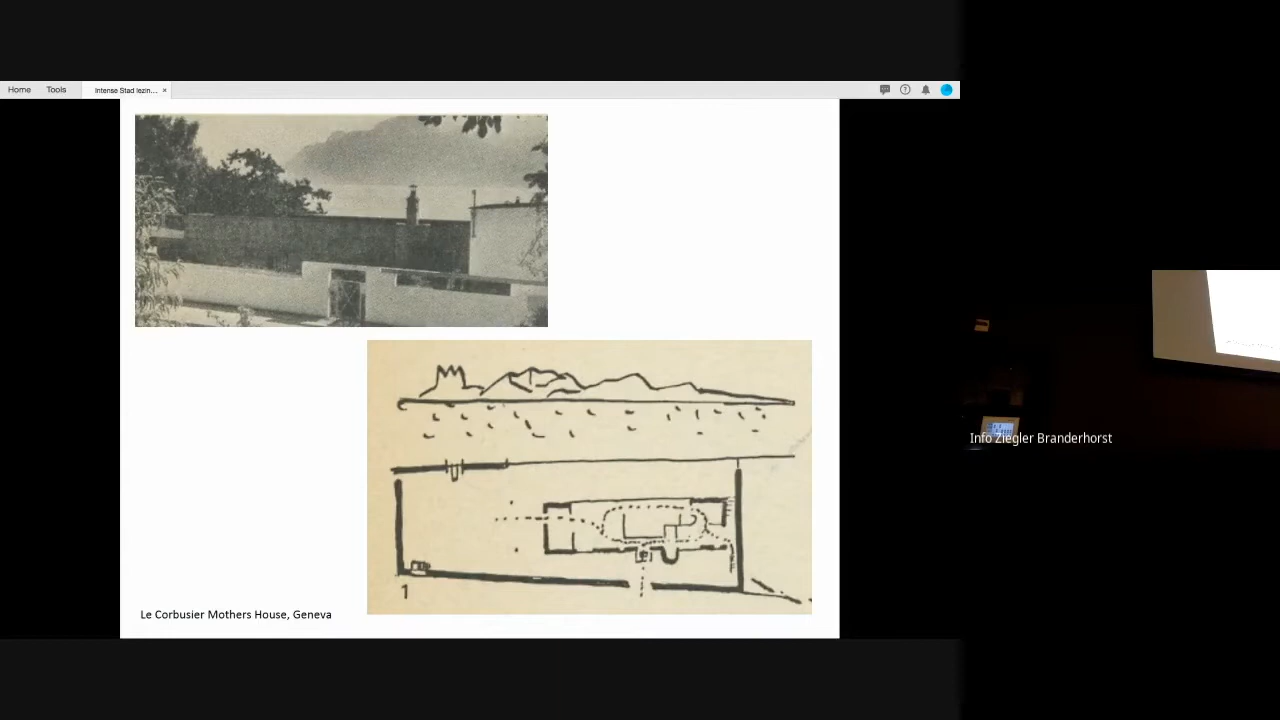 Home Tools Intense Stad lezin... ×
1
Le Corbusier Mothers House, Geneva
Info Ziegler Branderhorst